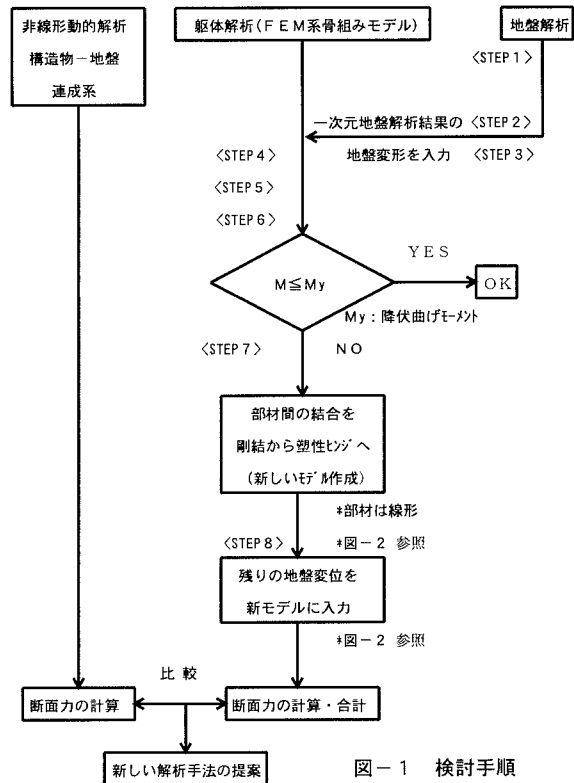 非線形動的解析
構造物－地盤
連成系
躯体解析(FEM系骨組みモデル)
地盤解析
〈STEP 1〉
一次元地盤解析結果の 〈STEP 2〉
地盤変形を入力 〈STEP 3〉
〈STEP 4〉
〈STEP 5〉
〈STEP 6〉
M≦My
YES
OK
My：降伏曲げﾓｰﾒﾝﾄ
〈STEP 7〉
NO
部材間の結合を
剛結から塑性ﾋﾝｼﾞへ
(新しいﾓﾃﾞﾙ作成)
*部材は線形
〈STEP 8〉
*図－2 参照
残りの地盤変位を
新モデルに入力
*図－2 参照
比較
断面力の計算
断面力の計算・合計
新しい解析手法の提案
図－1 検討手順